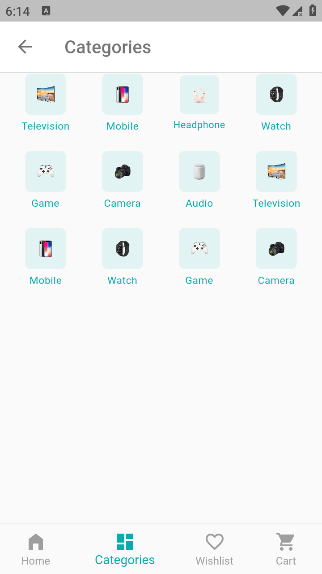 6:14
Categories
Television Mobile Headphone Watch
Game Camera Audio Television
Mobile Watch Game Camera
Home Categories Wishlist Cart